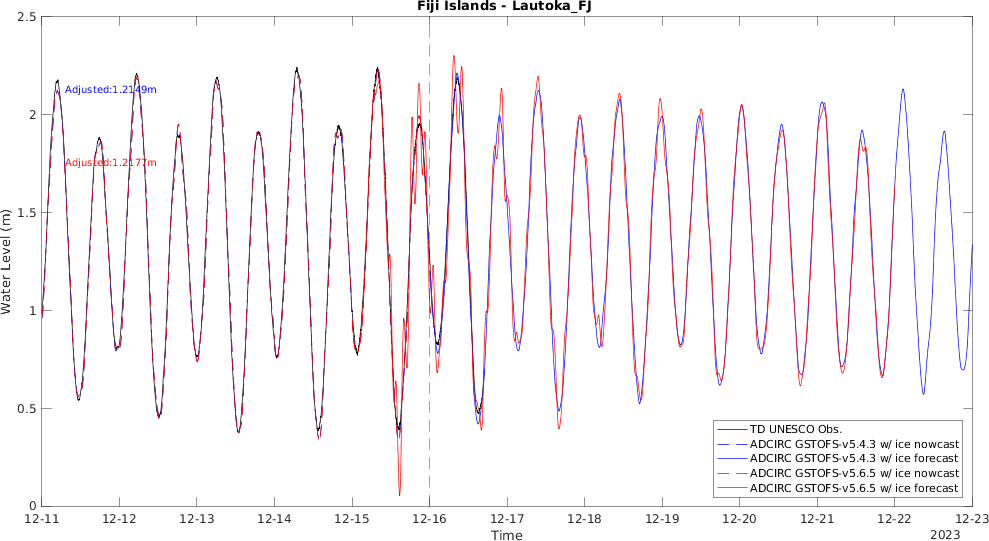 Fiji Islands - Lautoka_FJ
2.5
2
1.5
1
0.5
0
Water Level (m)
Adjusted:1.2149m
Adjusted:1.2177m
TD UNESCO Obs.
ADCIRC GSTOFS-v5.4.3 w/ ice nowcast
ADCIRC GSTOFS-v5.4.3 w/ ice forecast
ADCIRC GSTOFS-v5.6.5 w/ ice nowcast
ADCIRC GSTOFS-v5.6.5 w/ ice forecast
12-11 12-12 12-13 12-14 12-15 12-16 12-17 12-18 12-19 12-20 12-21 12-22 12-23
Time
2023